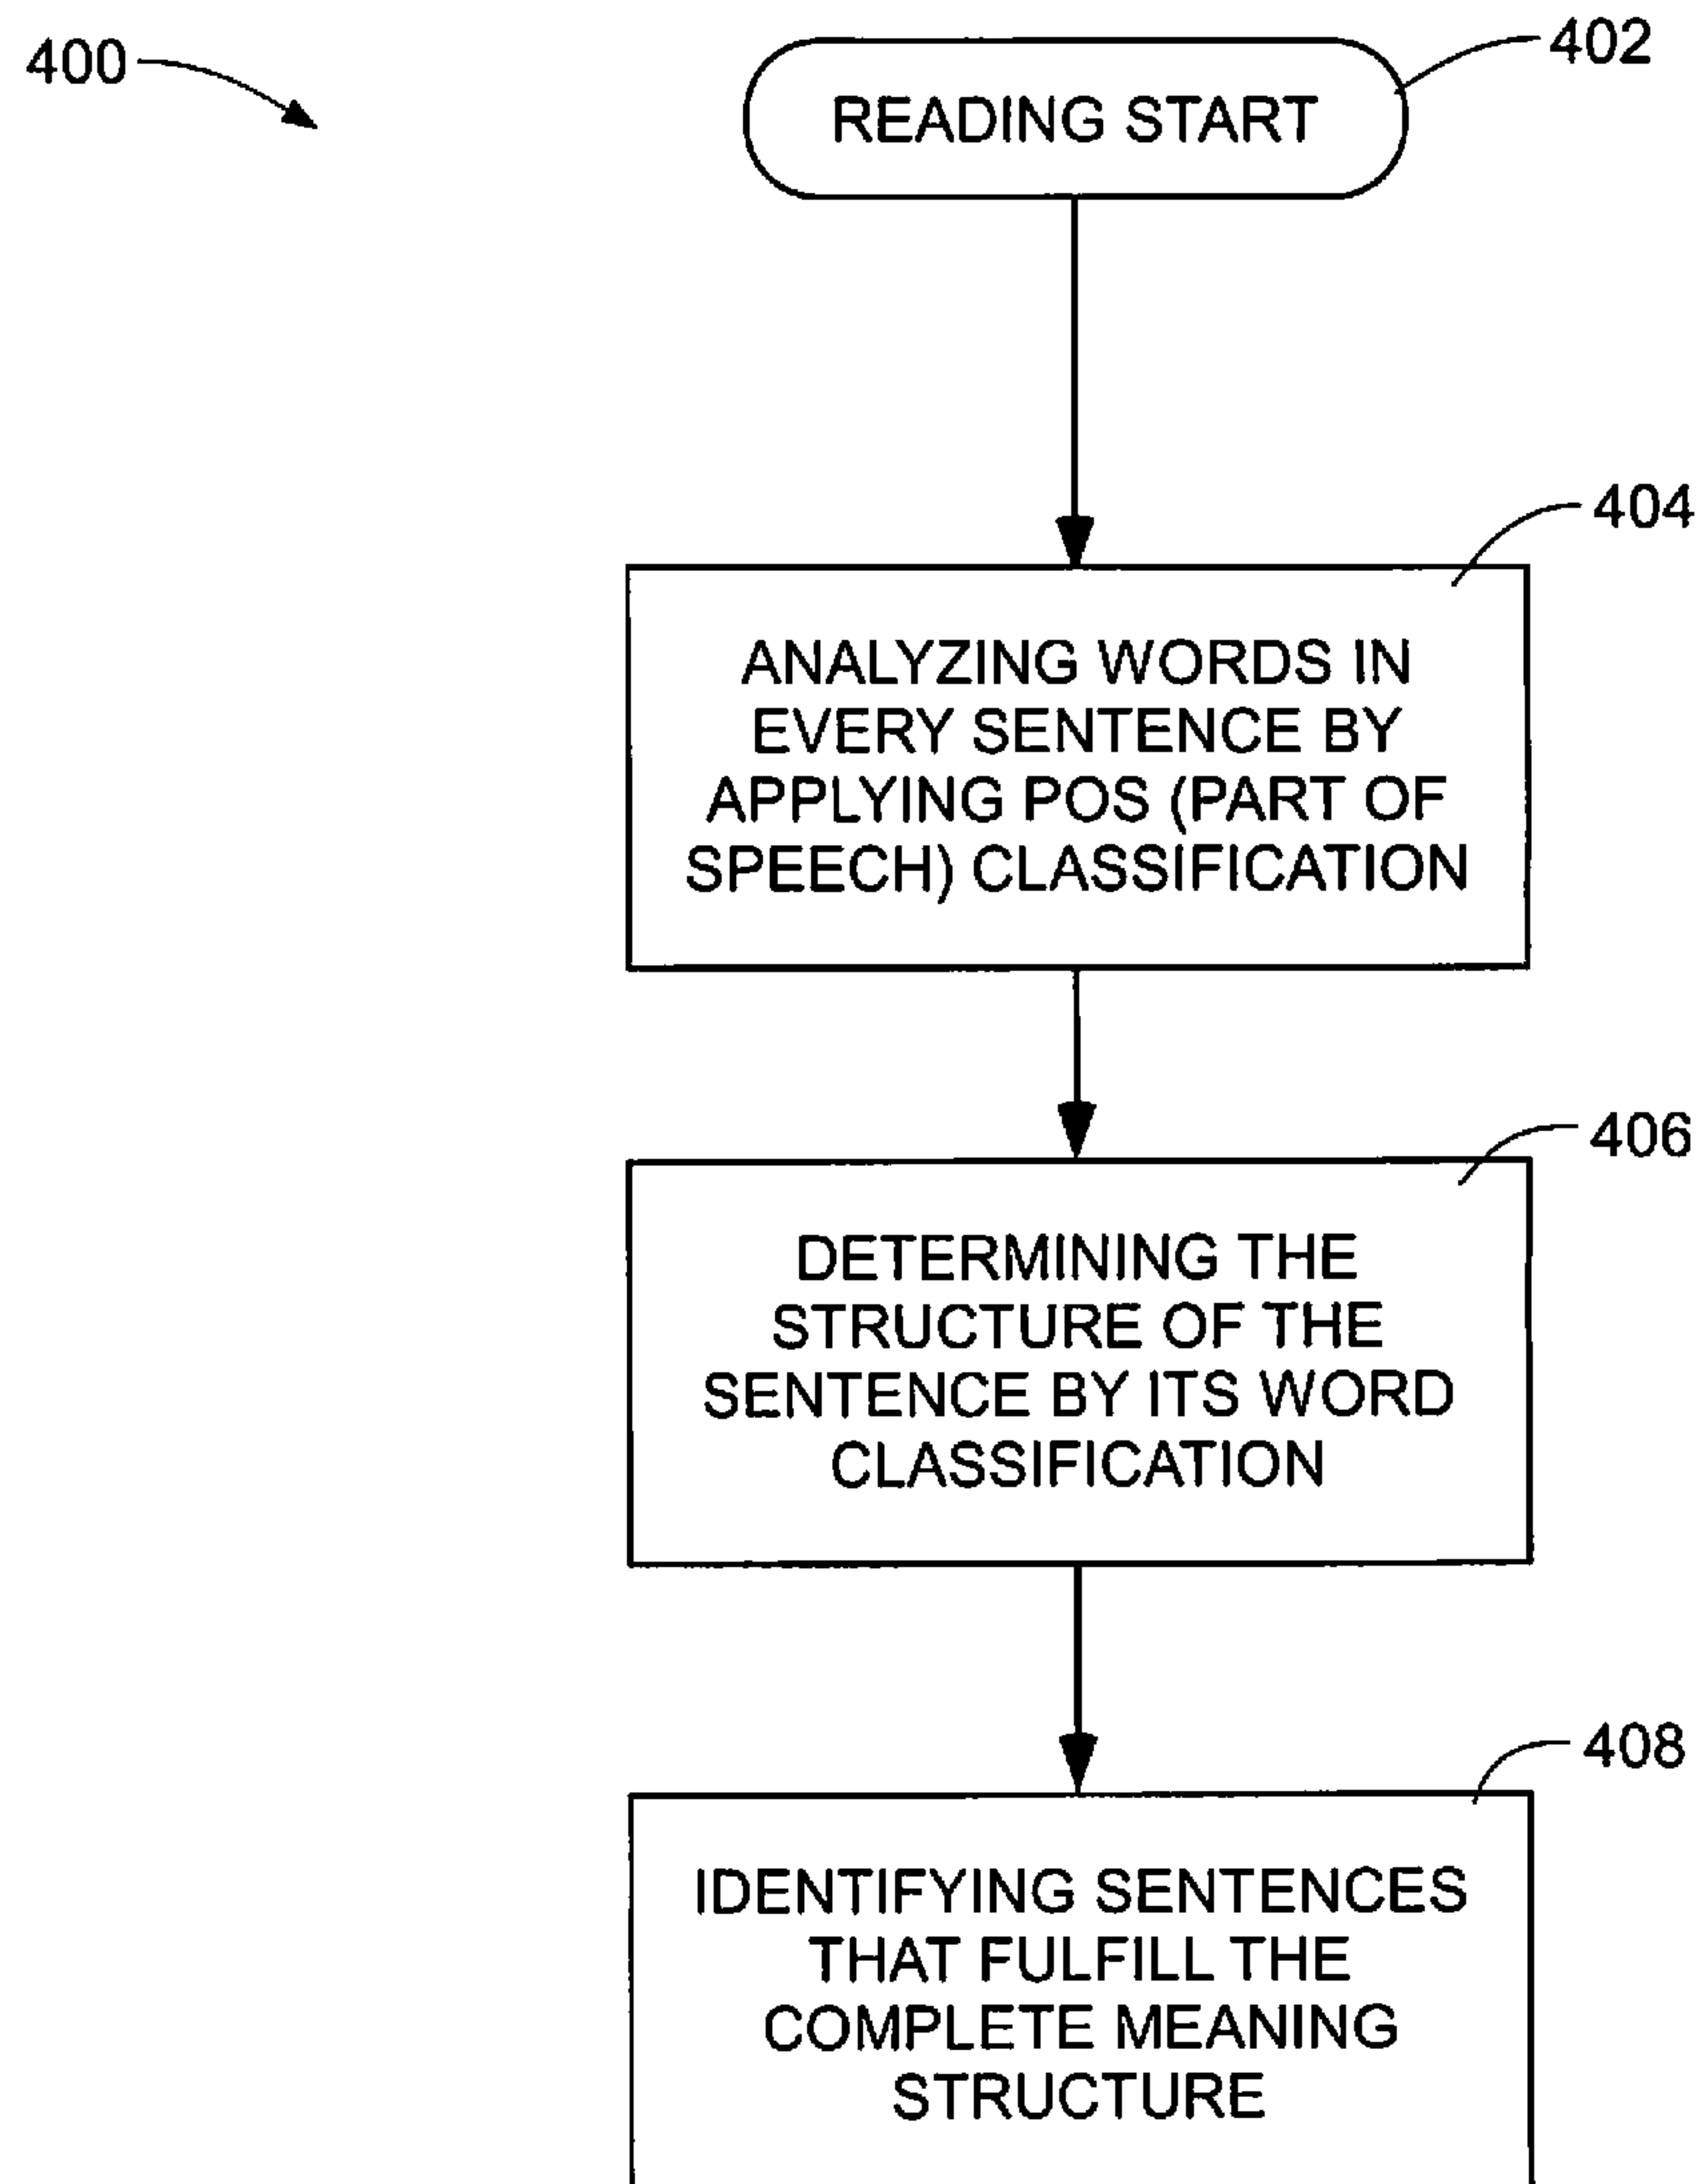 400
402
READING START
404
ANALYZING WORDS IN
EVERY SENTENCE BY
APPLYING POS (PART OF
SPEECH) CLASSIFICATION
406
DETERMINING THE
STRUCTURE OF THE
SENTENCE BY ITS WORD
CLASSIFICATION
408
IDENTIFYING SENTENCES
THAT FULFILL THE
COMPLETE MEANING
STRUCTURE